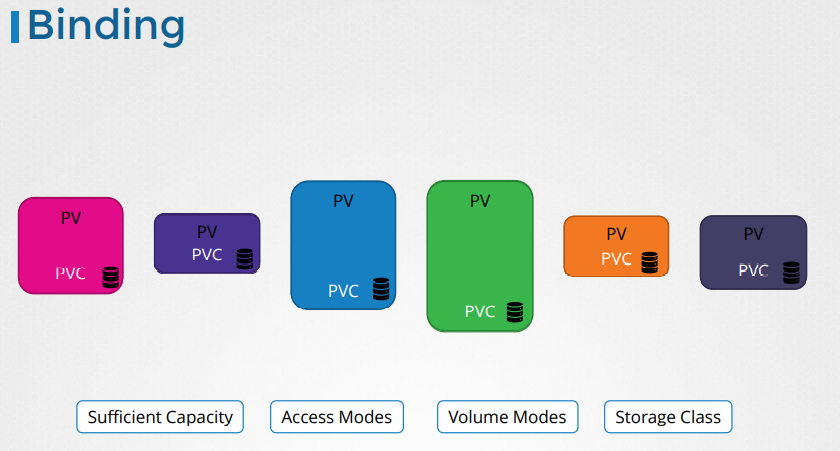 Binding
PV
PVC
PV
PVC
PV
PVC
PV
PVC
PV
PVC
PV
PVC
Sufficient Capacity
Access Modes
Volume Modes
Storage Class